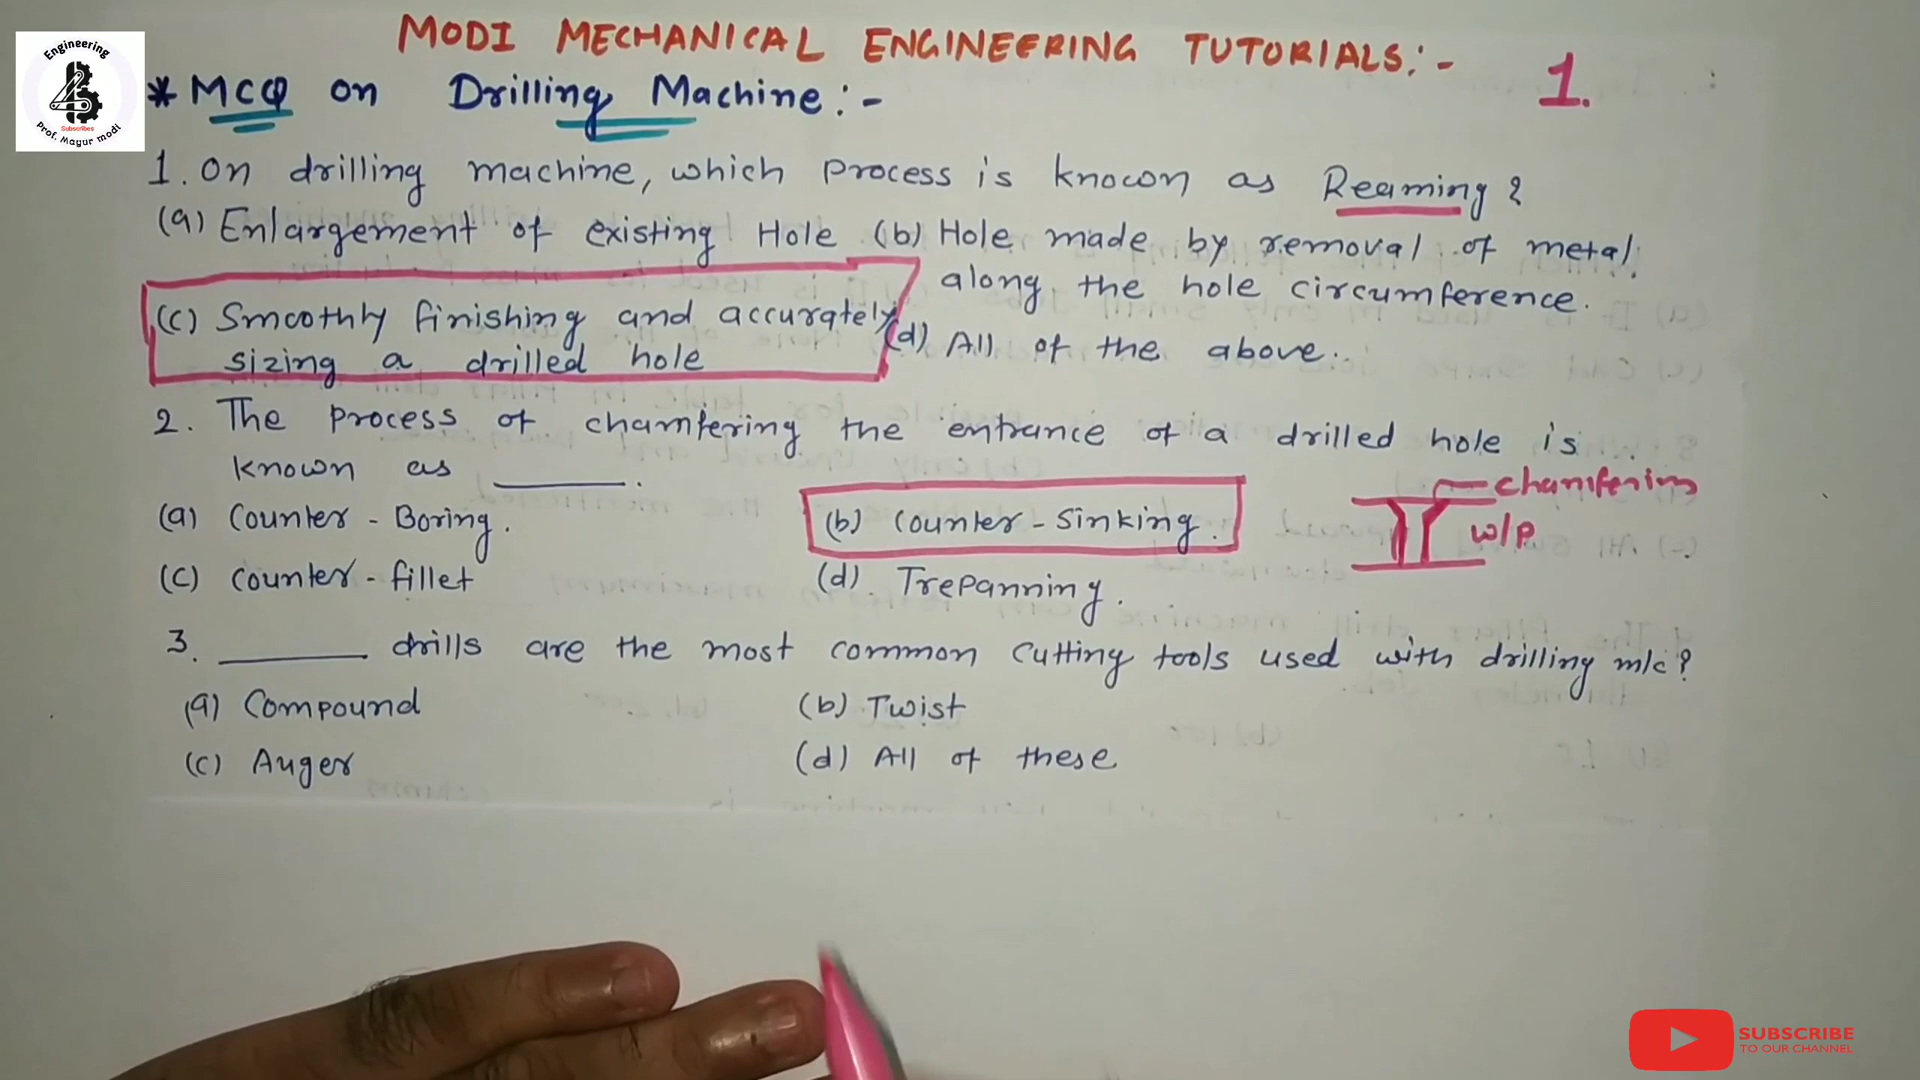 MODI MECHANICAL ENGINEERING TUTORIALS:-
1.
Engineering
Subscribes
Prof. Mayur modi
* MCQ on Drilling Machine:-
1. On drilling machine, which process is known as Reaming?
(a) Enlargement of existing Hole (b) Hole made by removal of metal
along the hole circumference.
(c) Smoothly finishing and accurately
sizing a drilled hole
(d) All of the above.
2. The process of chamfering the entrance of a drilled hole is
known as ______.
(a) Counter-Boring.
(b) Counter-Sinking.
chamfering
w/p
(c) Counter-fillet
(d). Trepanning.
3. ______ drills are the most common cutting tools used with drilling m/c?
(a) Compound
(b) Twist
(c) Auger
(d) All of these
SUBSCRIBE
TO OUR CHANNEL